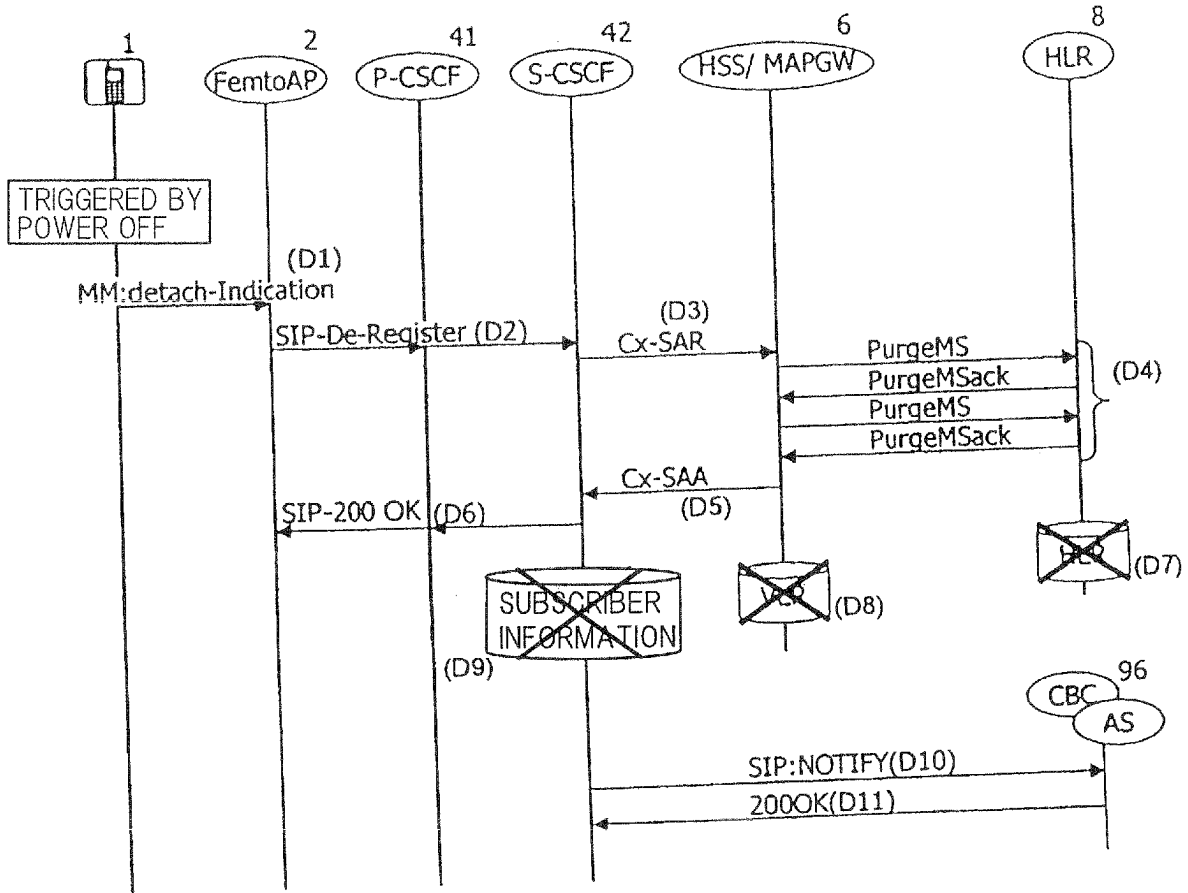 1
2
41
42
6
8
FemtoAP
P-CSCF
S-CSCF
HSS/ MAPGW
HLR
TRIGGERED BY
POWER OFF
(D1)
MM:detach-Indication
SIP-De-Register (D2)
(D3)
Cx-SAR
PurgeMS
PurgeMSack
(D4)
PurgeMS
PurgeMSack
Cx-SAA
(D5)
SIP-200 OK (D6)
HLR
(D7)
VLR
(D8)
SUBSCRIBER
INFORMATION
(D9)
CBC
96
AS
SIP:NOTIFY(D10)
200OK(D11)